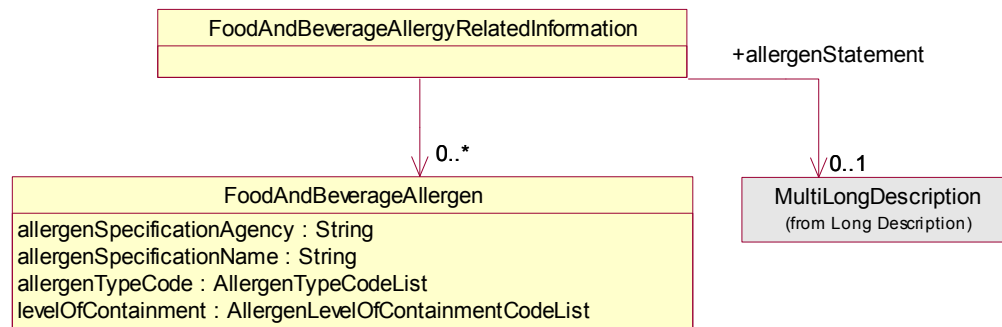 FoodAndBeverageAllergyRelatedInformation
+allergenStatement
0..*
0..1
FoodAndBeverageAllergen
allergenSpecificationAgency : String
allergenSpecificationName : String
allergenTypeCode : AllergenTypeCodeList
levelOfContainment : AllergenLevelOfContainmentCodeList
MultiLongDescription
(from Long Description)